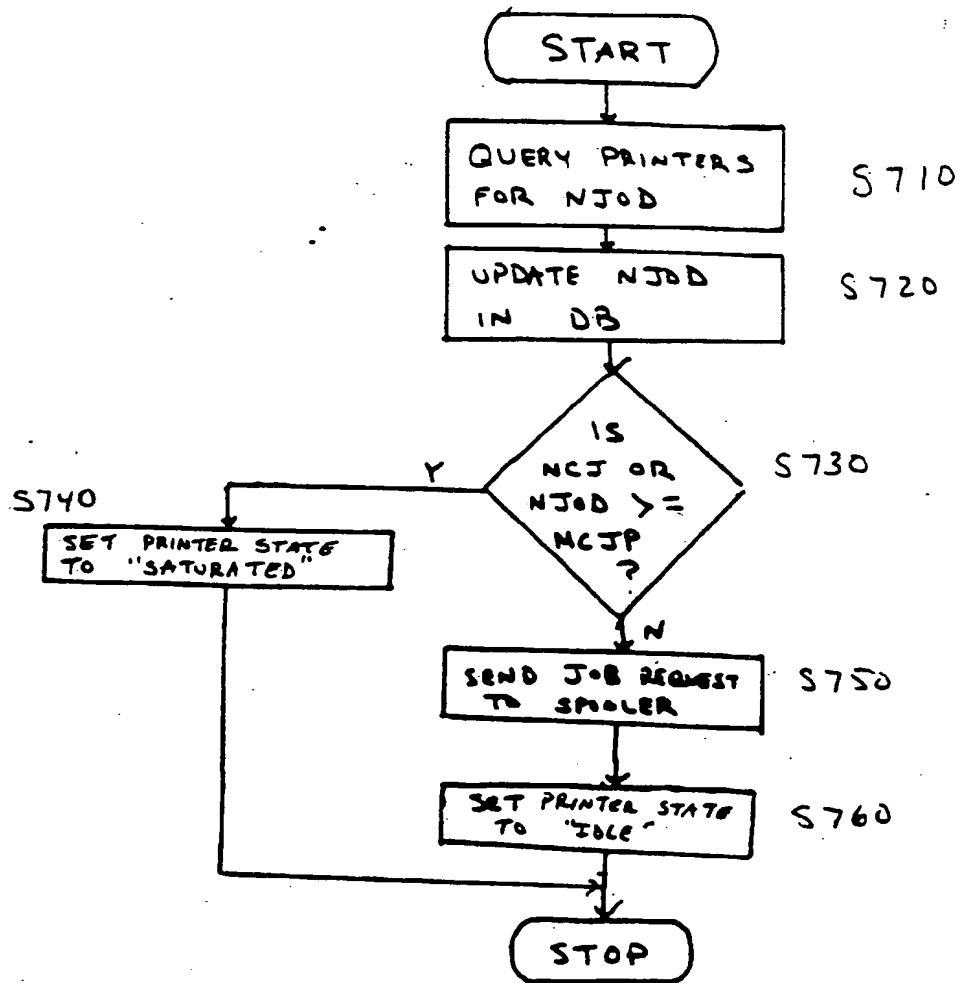 START
QUERY PRINTERS
FOR NJOD
S710
UPDATE NJOD
IN DB
S720
IS
NCJ OR
NJOD >=
MCJP
?
S730
Y
S740
SET PRINTER STATE
TO "SATURATED"
N
SEND JOB REQUEST
TO SPOOLER
S750
SET PRINTER STATE
TO "IDLE"
S760
STOP